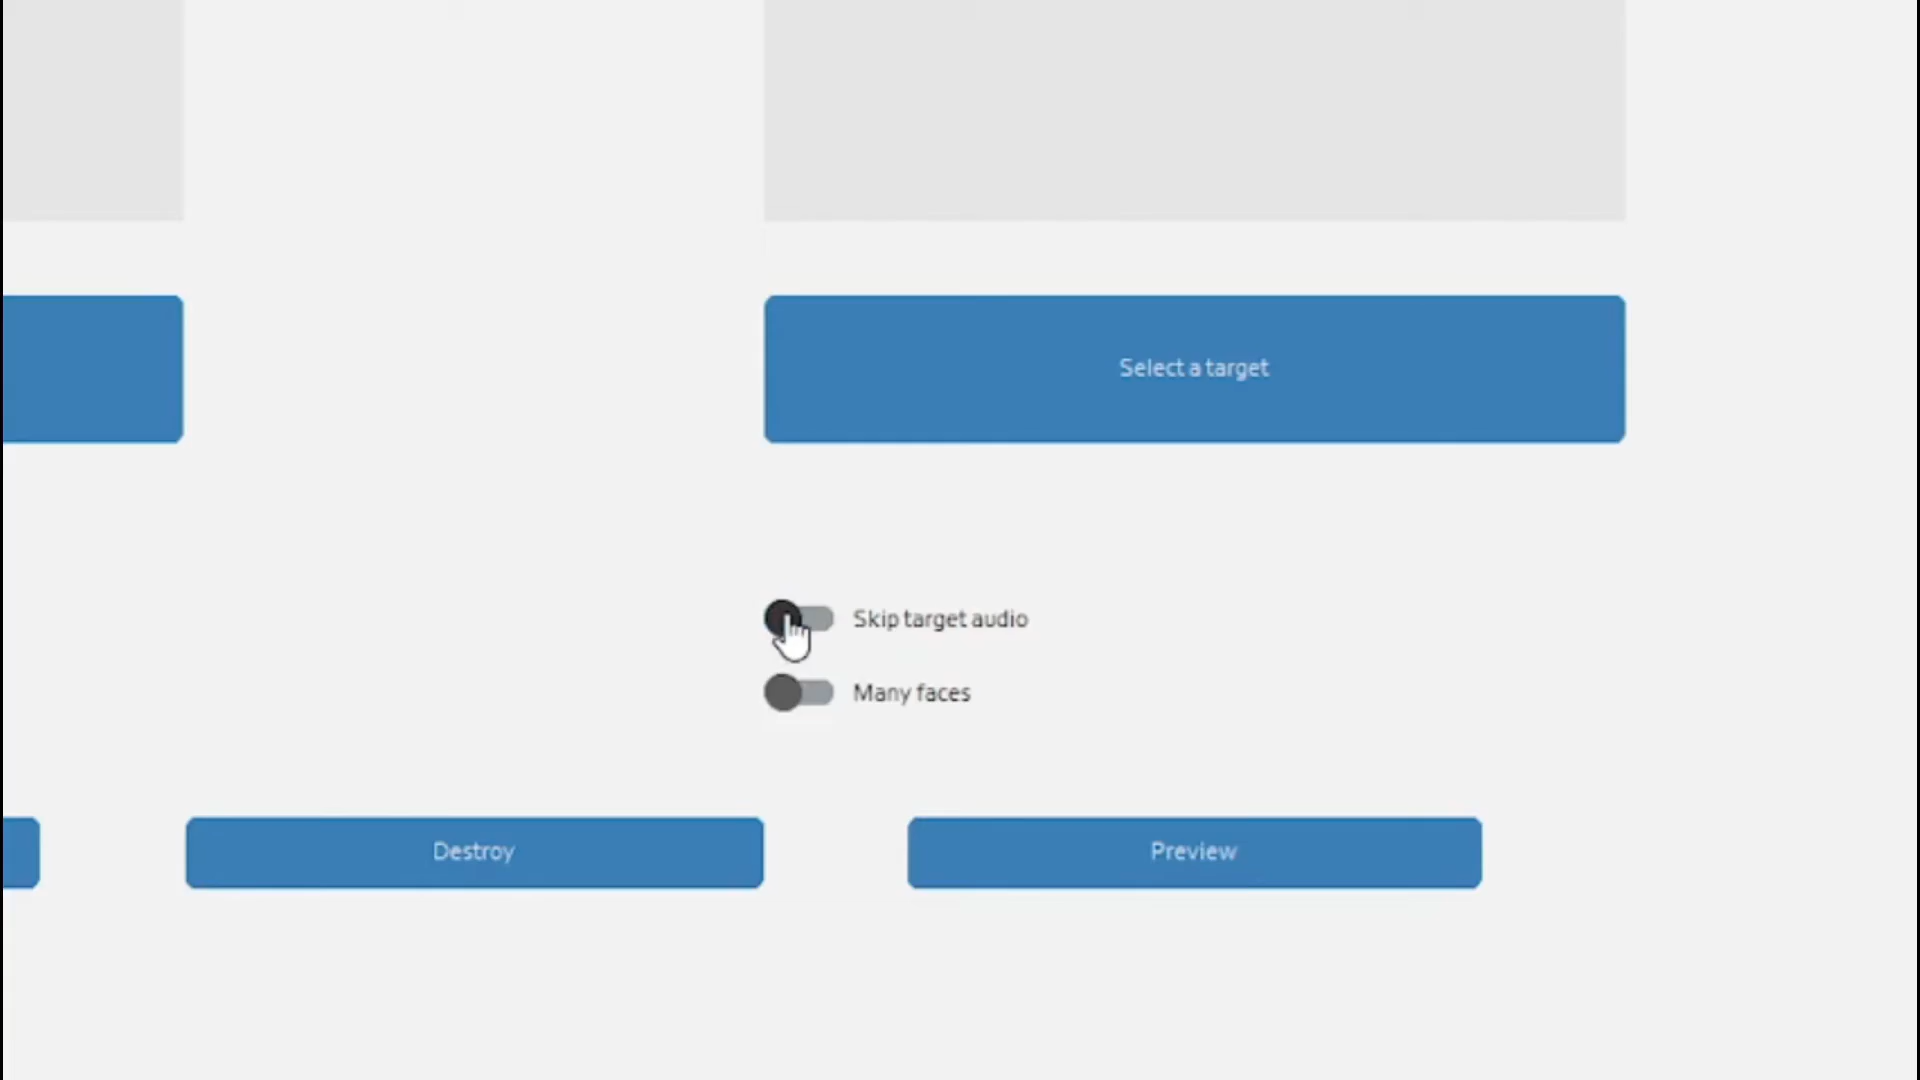 Select a target
Skip target audio
Many faces
Destroy
Preview